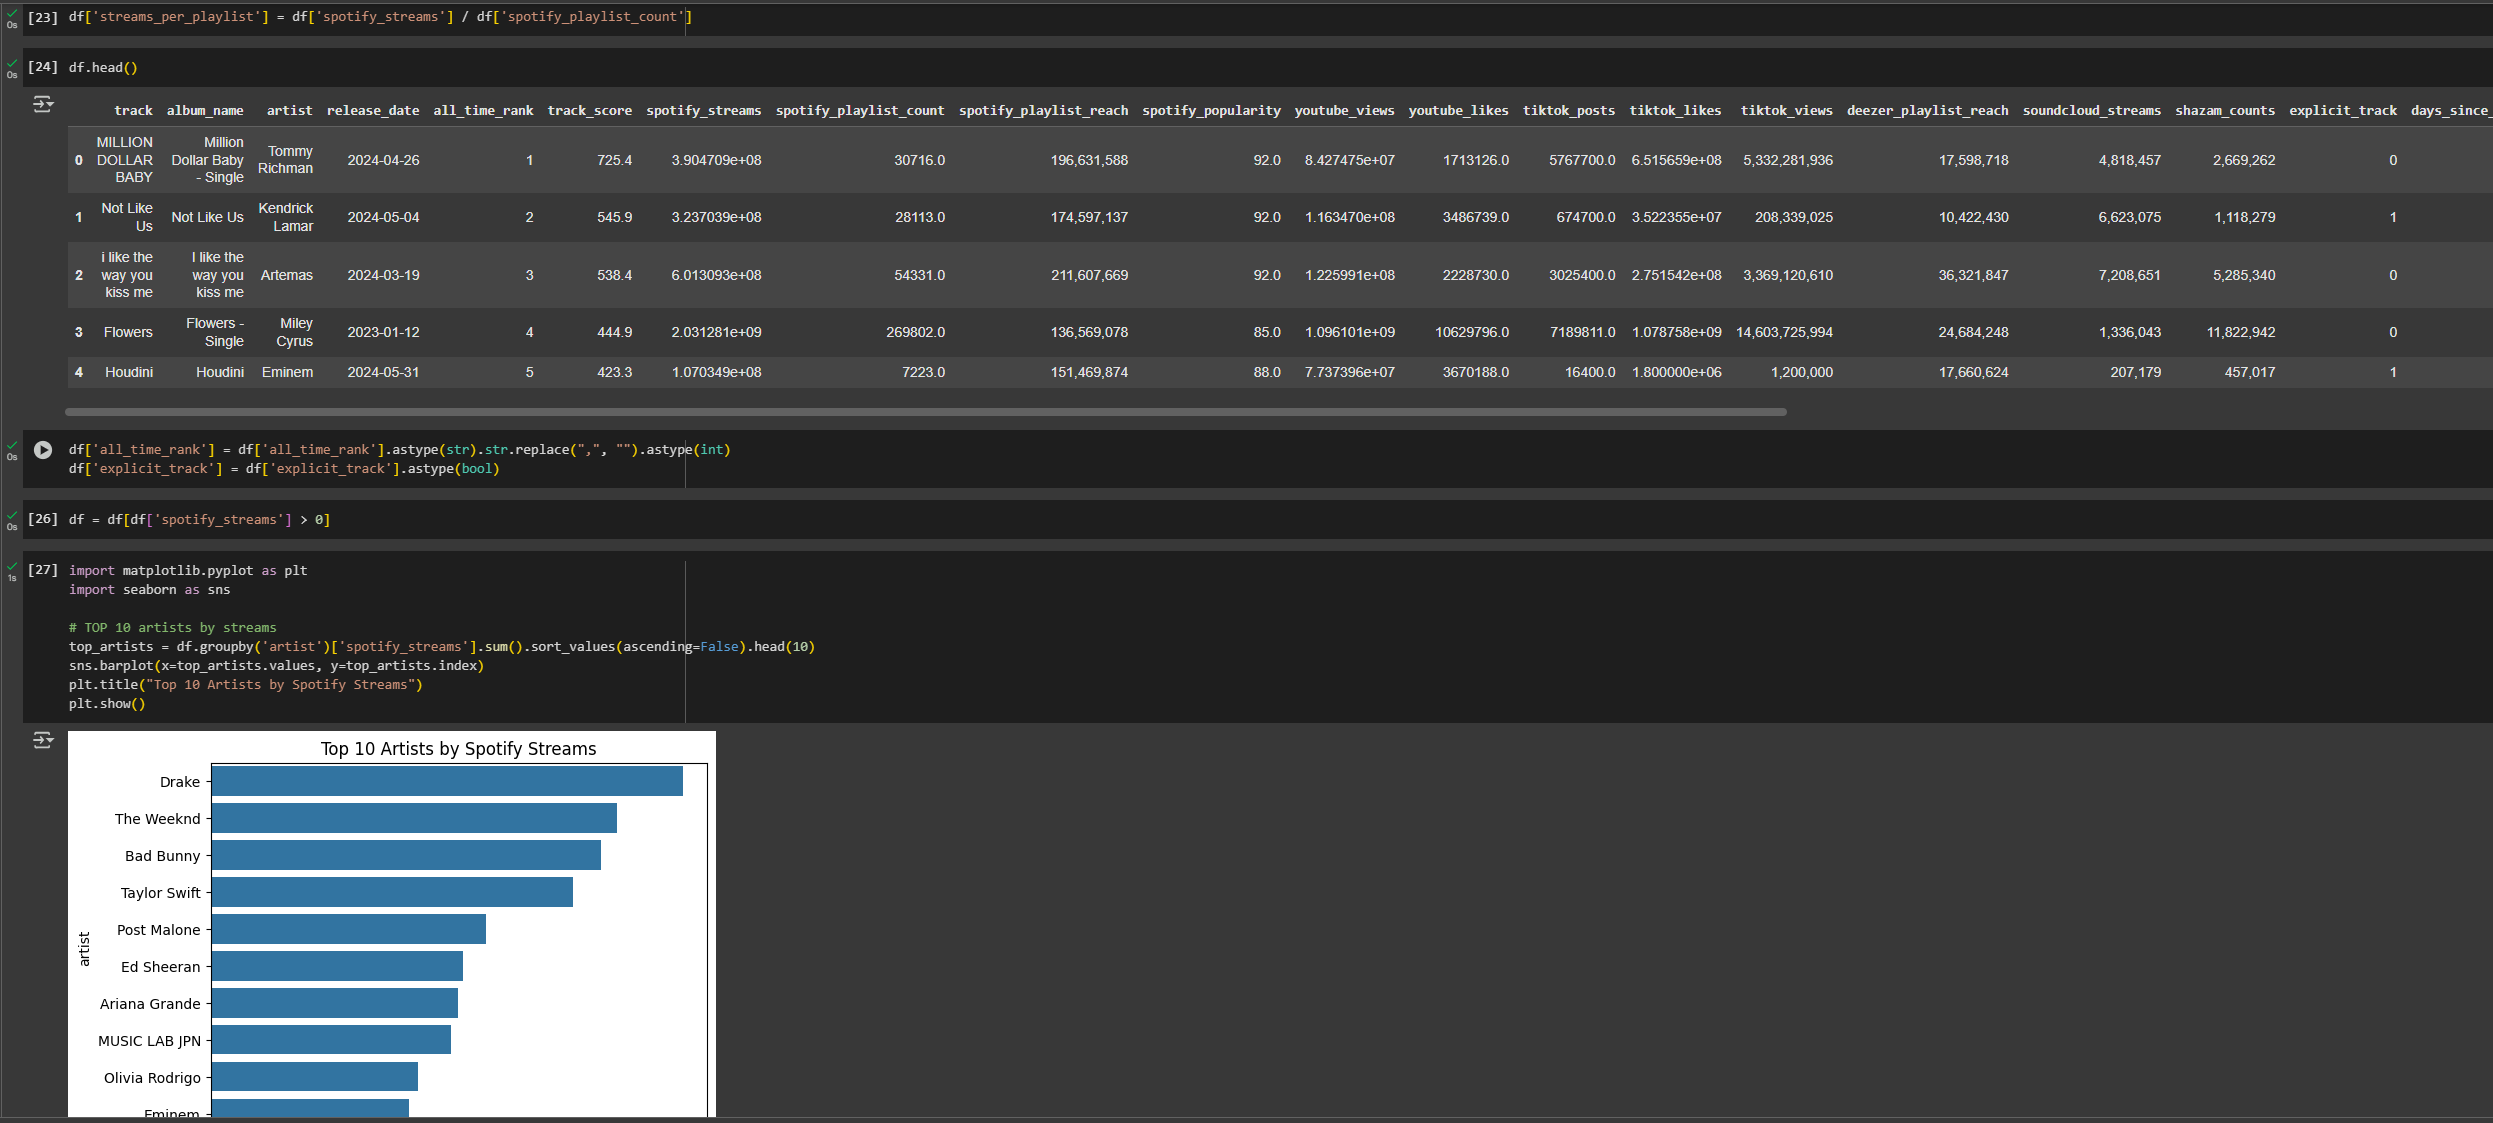 [23] df['streams_per_playlist'] = df['spotify_streams'] / df['spotify_playlist_count']
0s
[24] df.head()
0s
track album_name artist release_date all_time_rank track_score spotify_streams spotify_playlist_count spotify_playlist_reach spotify_popularity youtube_views youtube_likes tiktok_posts tiktok_likes tiktok_views deezer_playlist_reach soundcloud_streams shazam_counts explicit_track days_since_
0 MILLION DOLLAR BABY Million Dollar Baby - Single Tommy Richman 2024-04-26 1 725.4 3.904709e+08 30716.0 196,631,588 92.0 8.427475e+07 1713126.0 5767700.0 6.515659e+08 5,332,281,936 17,598,718 4,818,457 2,669,262 0
1 Not Like Us Not Like Us Kendrick Lamar 2024-05-04 2 545.9 3.237039e+08 28113.0 174,597,137 92.0 1.163470e+08 3486739.0 674700.0 3.522355e+07 208,339,025 10,422,430 6,623,075 1,118,279 1
2 i like the way you kiss me I like the way you kiss me Artemas 2024-03-19 3 538.4 6.013093e+08 54331.0 211,607,669 92.0 1.225991e+08 2228730.0 3025400.0 2.751542e+08 3,369,120,610 36,321,847 7,208,651 5,285,340 0
3 Flowers Flowers - Single Miley Cyrus 2023-01-12 4 444.9 2.031281e+09 269802.0 136,569,078 85.0 1.096101e+09 10629796.0 7189811.0 1.078758e+09 14,603,725,994 24,684,248 1,336,043 11,822,942 0
4 Houdini Houdini Eminem 2024-05-31 5 423.3 1.070349e+08 7223.0 151,469,874 88.0 7.737396e+07 3670188.0 16400.0 1.800000e+06 1,200,000 17,660,624 207,179 457,017 1
df['all_time_rank'] = df['all_time_rank'].astype(str).str.replace(",", "").astype(int)
0s
df['explicit_track'] = df['explicit_track'].astype(bool)
[26] df = df[df['spotify_streams'] > 0]
0s
[27] import matplotlib.pyplot as plt
1s
import seaborn as sns
# TOP 10 artists by streams
top_artists = df.groupby('artist')['spotify_streams'].sum().sort_values(ascending=False).head(10)
sns.barplot(x=top_artists.values, y=top_artists.index)
plt.title("Top 10 Artists by Spotify Streams")
plt.show()
Top 10 Artists by Spotify Streams
artist
Drake
The Weeknd
Bad Bunny
Taylor Swift
Post Malone
Ed Sheeran
Ariana Grande
MUSIC LAB JPN
Olivia Rodrigo
Eminem